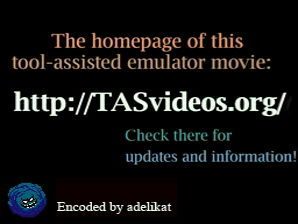 The homepage of this
tool-assisted emulator movie:
http://TASvideos.org/
Check there for
updates and information!
Encoded by adelikat